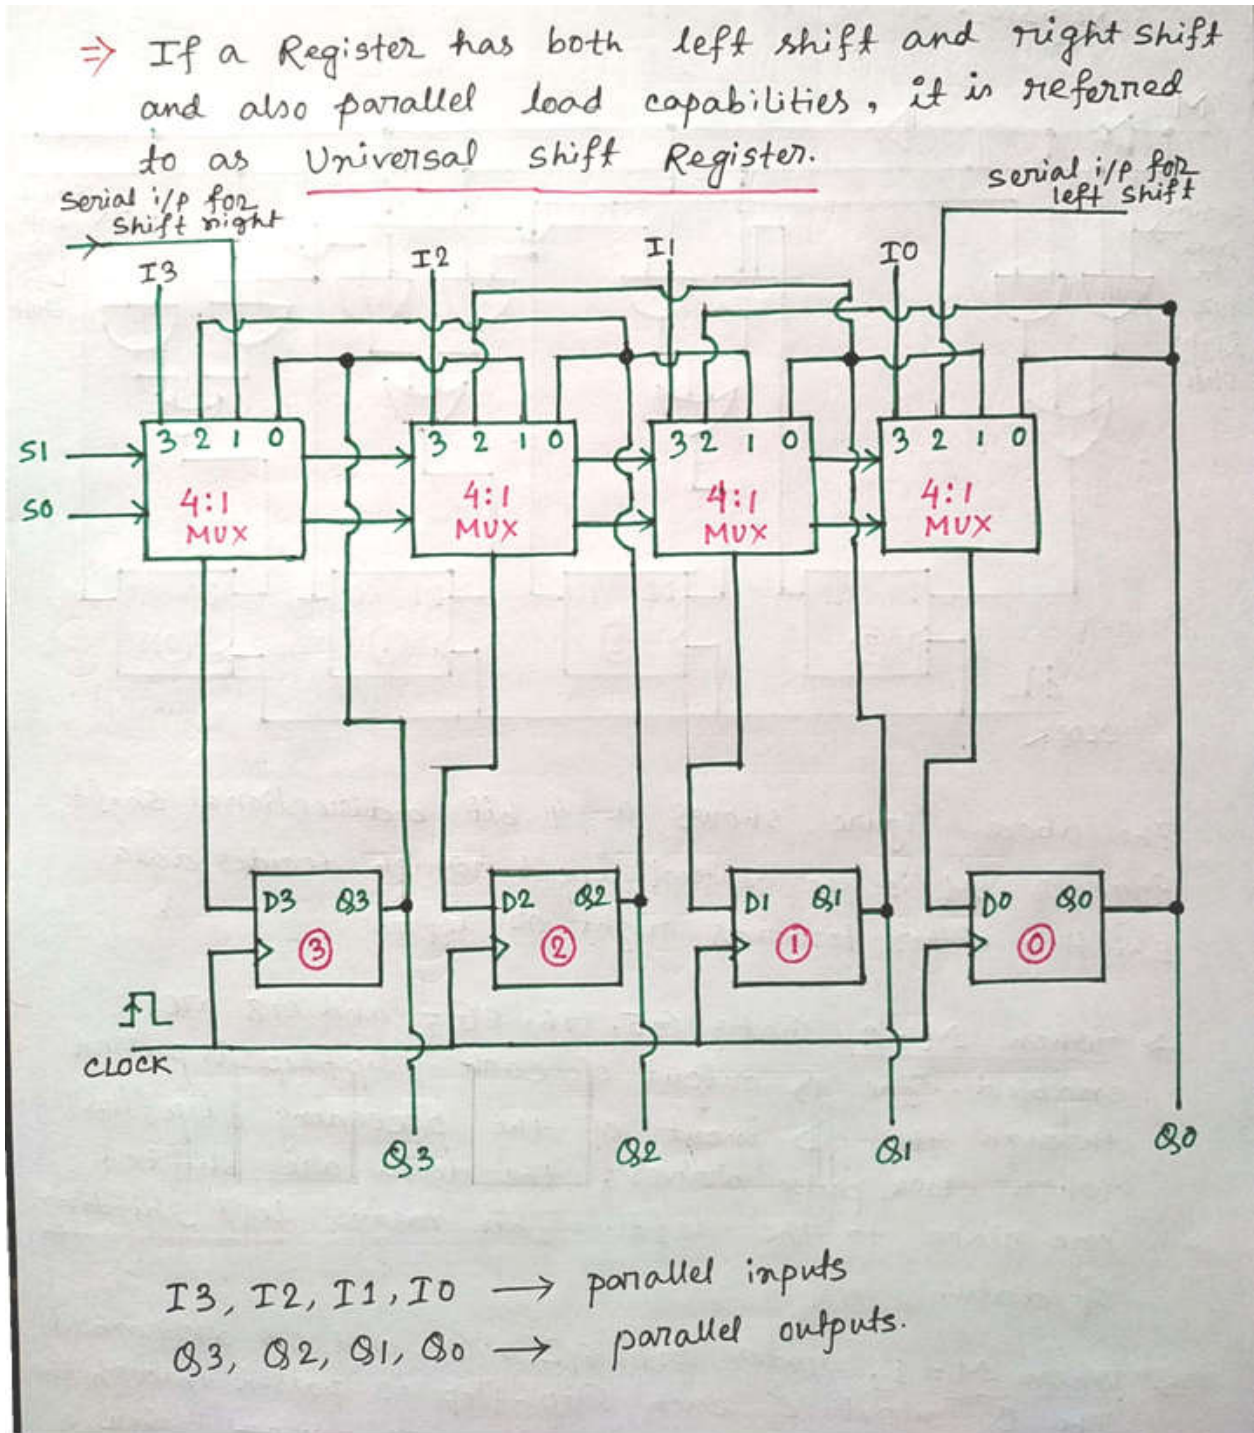 ⇒ If a Register has both left shift and right shift
and also parallel load capabilities, it is referred
to as Universal Shift Register.
serial i/p for
shift right
serial i/p for
left shift
I3
I2
I1
I0
3 2 1 0
3 2 1 0
3 2 1 0
3 2 1 0
S1
S0
4:1
MUX
4:1
MUX
4:1
MUX
4:1
MUX
D3 Q3
3
D2 Q2
2
D1 Q1
1
D0 Q0
0
CLOCK
Q3
Q2
Q1
Q0
I3, I2, I1, I0 → parallel inputs
Q3, Q2, Q1, Q0 → parallel outputs.